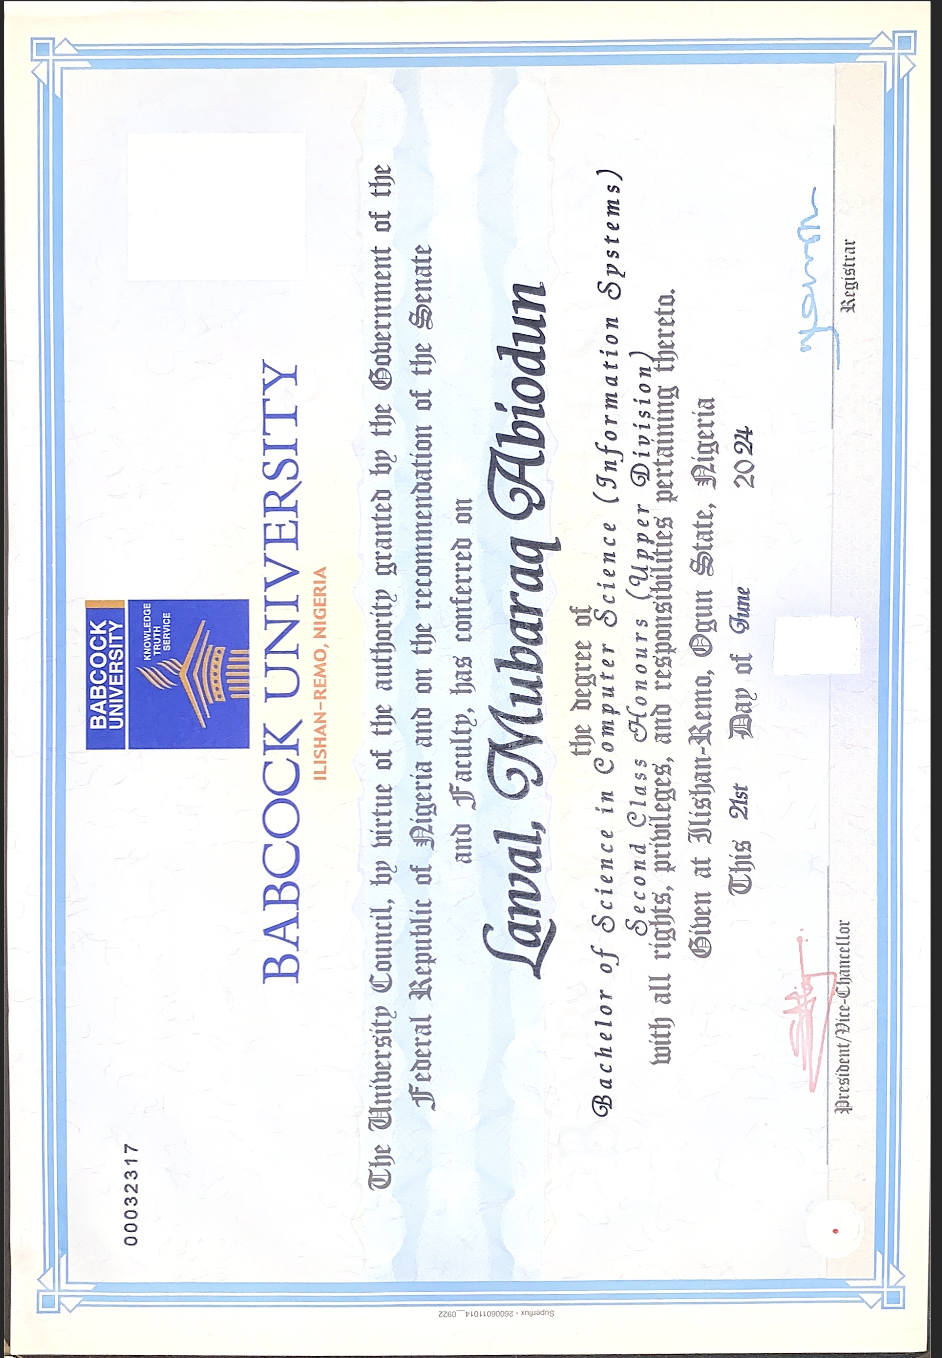 00032317
BABCOCK
UNIVERSITY
KNOWLEDGE
TRUTH
SERVICE
BABCOCK UNIVERSITY
ILISHAN-REMO, NIGERIA
The University Council, by virtue of the authority granted by the Government of the
Federal Republic of Nigeria and on the recommendation of the Senate
and Faculty, has conferred on
Lawal, Mubaraq Abiodun
the degree of
Bachelor of Science in Computer Science (Information Systems)
Second Class Honours (Upper Division)
with all rights, privileges, and responsibilities pertaining thereto.
Given at Ilishan-Remo, Ogun State, Nigeria
This 21st Day of June 2024
President/Vice-Chancellor
Registrar
Superflux - 26006011014__0922